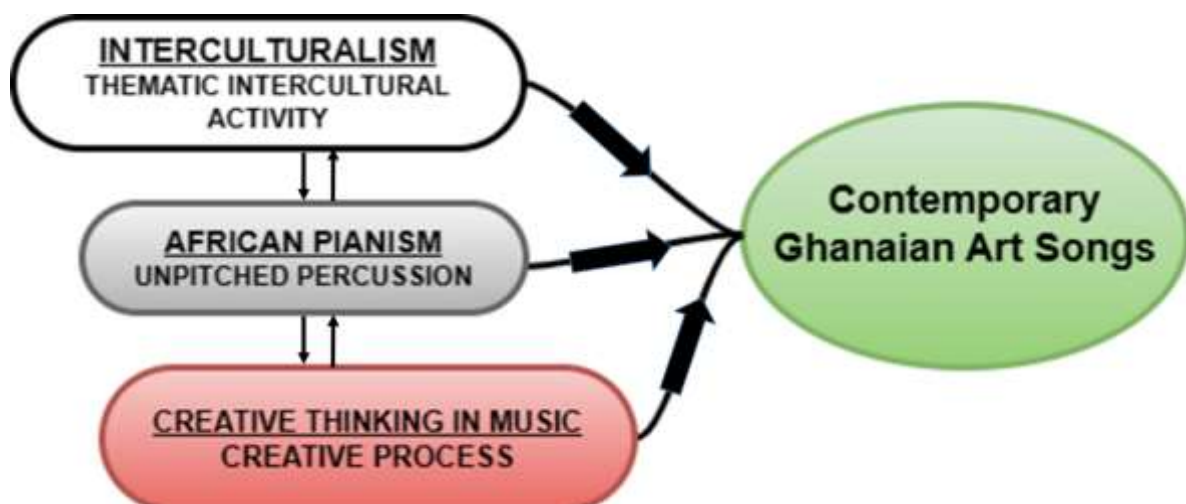 INTERCULTURALISM
THEMATIC INTERCULTURAL
ACTIVITY
AFRICAN PIANISM
UNPITCHED PERCUSSION
CREATIVE THINKING IN MUSIC
CREATIVE PROCESS
Contemporary
Ghanaian Art Songs